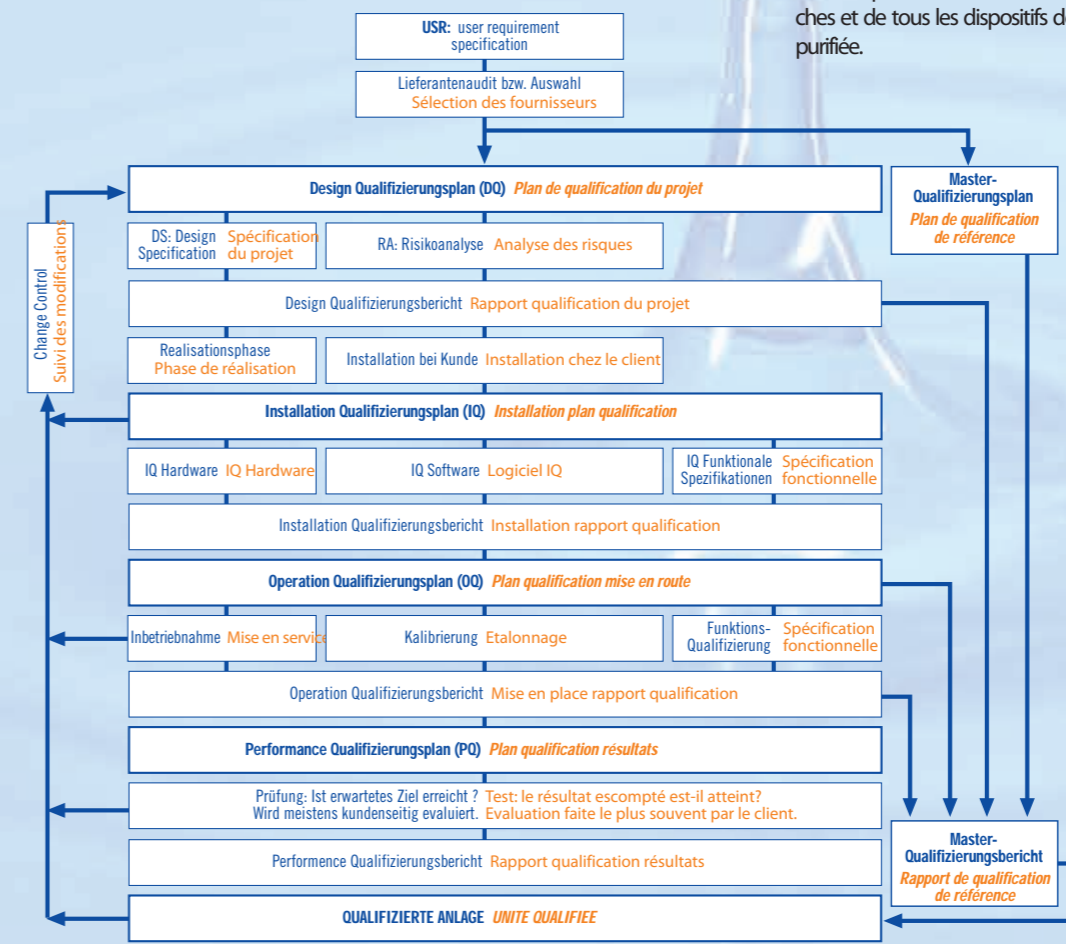 ches et de tous les dispositifs de
purifiée.
USR: user requirement
specification
Lieferantenaudit bzw. Auswahl
Sélection des fournisseurs
Design Qualifizierungsplan (DQ) Plan de qualification du projet
Master-
Qualifizierungsplan
Plan de qualification
de référence
Change Control
Suivi des modifications
DS: Design Spécification
Specification du projet
RA: Risikoanalyse Analyse des risques
Design Qualifizierungsbericht Rapport qualification du projet
Realisationsphase
Phase de réalisation
Installation bei Kunde Installation chez le client
Installation Qualifizierungsplan (IQ) Installation plan qualification
IQ Hardware IQ Hardware
IQ Software Logiciel IQ
IQ Funktionale Spécification
Spezifikationen fonctionnelle
Installation Qualifizierungsbericht Installation rapport qualification
Operation Qualifizierungsplan (OQ) Plan qualification mise en route
Inbetriebnahme Mise en service
Kalibrierung Etalonnage
Funktions- Spécification
Qualifizierung fonctionnelle
Operation Qualifizierungsbericht Mise en place rapport qualification
Performance Qualifizierungsplan (PQ) Plan qualification résultats
Prüfung: Ist erwartetes Ziel erreicht ? Test: le résultat escompté est-il atteint?
Wird meistens kundenseitig evaluiert. Evaluation faite le plus souvent par le client.
Performence Qualifizierungsbericht Rapport qualification résultats
Master-
Qualifizierungsbericht
Rapport de qualification
de référence
QUALIFIZIERTE ANLAGE UNITE QUALIFIEE